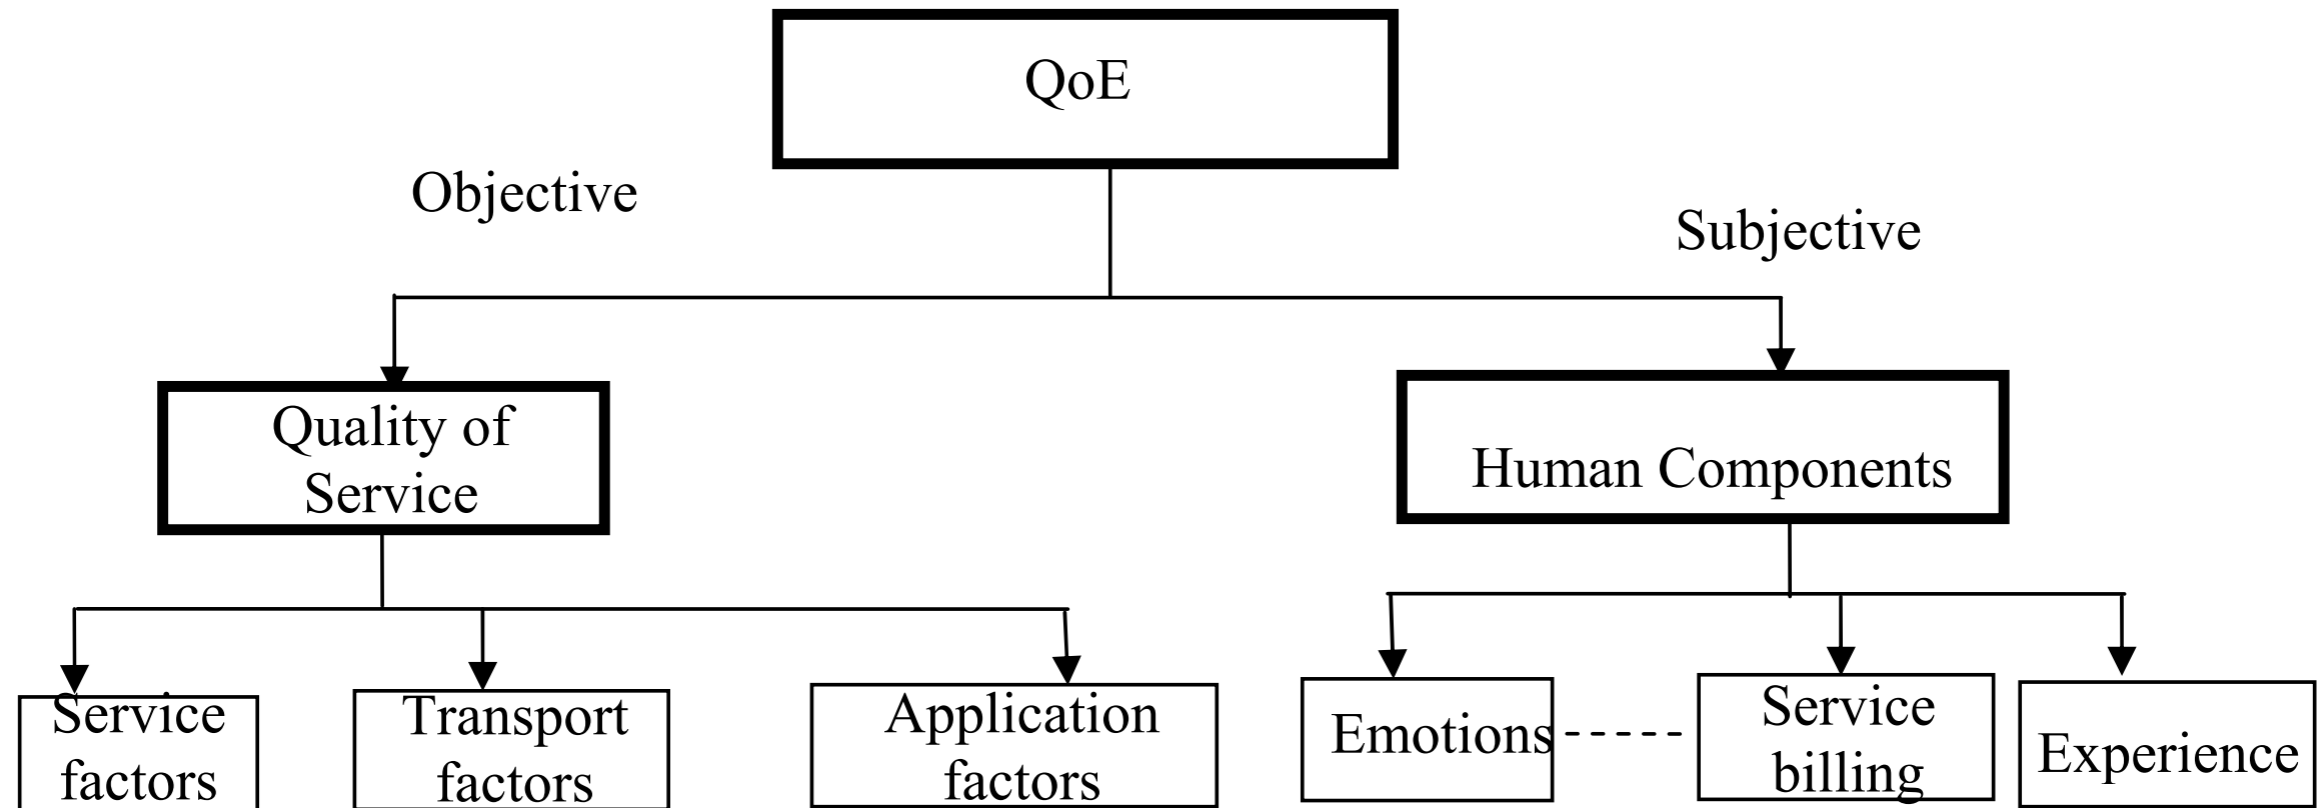 QoE
Objective
Subjective
Quality of
Service
Human Components
Service
factors
Transport
factors
Application
factors
Emotions
Service
billing
Experience